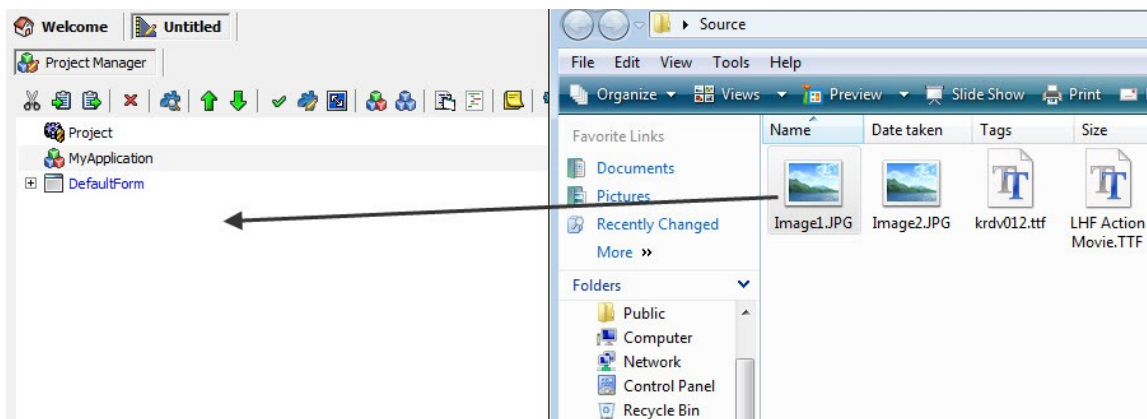 Welcome
Untitled
Project Manager
Project
MyApplication
DefaultForm
Source
File Edit View Tools Help
Organize Views Preview Slide Show Print
Favorite Links
Documents
Pictures
Recently Changed
More »
Folders
Public
Computer
Network
Control Panel
Recycle Bin
Name Date taken Tags Size
Image1.JPG Image2.JPG krdv012.ttf LHF Action
Movie.TTF